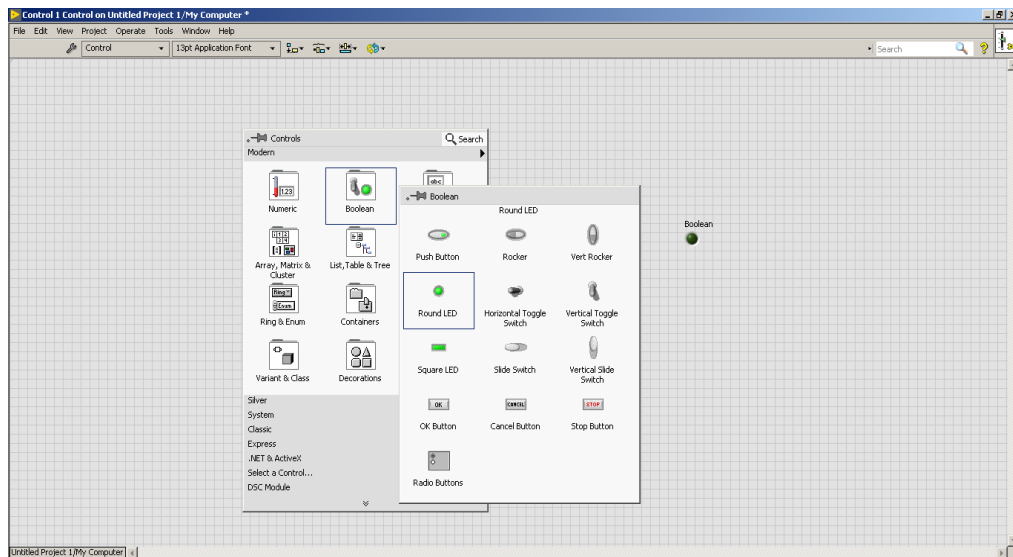 Control 1 Control on Untitled Project 1/My Computer *
File Edit View Project Operate Tools Window Help
Control 13pt Application Font Search
Controls Search
Modern
Numeric Boolean
Array, Matrix & Cluster
List, Table & Tree
Ring & Enum Containers
Variant & Class Decorations
Silver
System
Classic
Express
.NET & ActiveX
Select a Control...
DSC Module
Boolean
Round LED
Push Button Rocker Vert Rocker
Round LED
Horizontal Toggle Switch
Vertical Toggle Switch
Square LED Slide Switch
Vertical Slide Switch
OK CANCEL STOP
OK Button Cancel Button Stop Button
Radio Buttons
Boolean
Untitled Project 1/My Computer